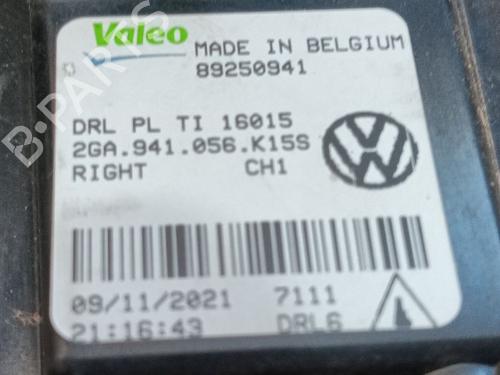 Valeo
MADE IN BELGIUM
89250941
DRL PL TI 16015
2GA.941.056.K15S
RIGHT CH1
09/11/2021 7111
21:16:43 DRL6
B-PARTS